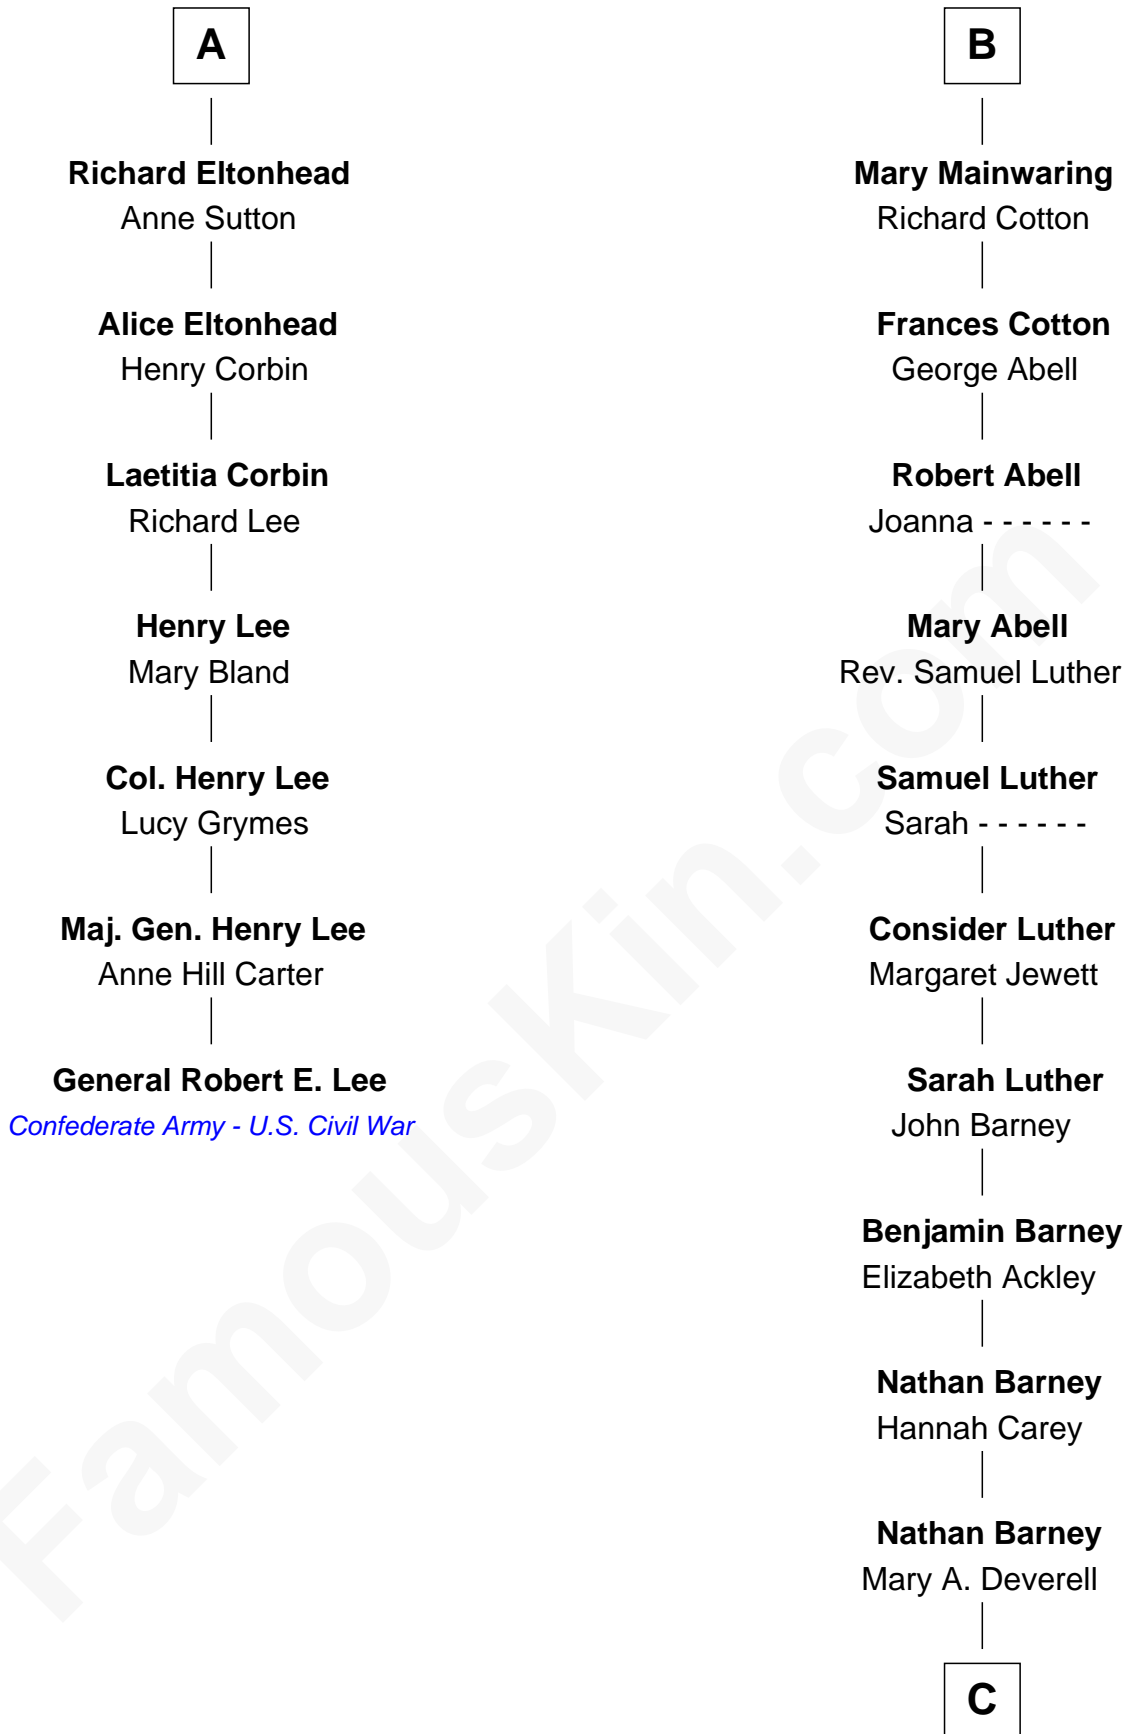 A
Richard Eltonhead
Anne Sutton
Alice Eltonhead
Henry Corbin
Laetitia Corbin
Richard Lee
Henry Lee
Mary Bland
Col. Henry Lee
Lucy Grymes
Maj. Gen. Henry Lee
Anne Hill Carter
General Robert E. Lee
Confederate Army - U.S. Civil War
B
Mary Mainwaring
Richard Cotton
Frances Cotton
George Abell
Robert Abell
Joanna - - - - - -
Mary Abell
Rev. Samuel Luther
Samuel Luther
Sarah - - - - - -
Consider Luther
Margaret Jewett
Sarah Luther
John Barney
Benjamin Barney
Elizabeth Ackley
Nathan Barney
Hannah Carey
Nathan Barney
Mary A. Deverell
C
FamousKin.com